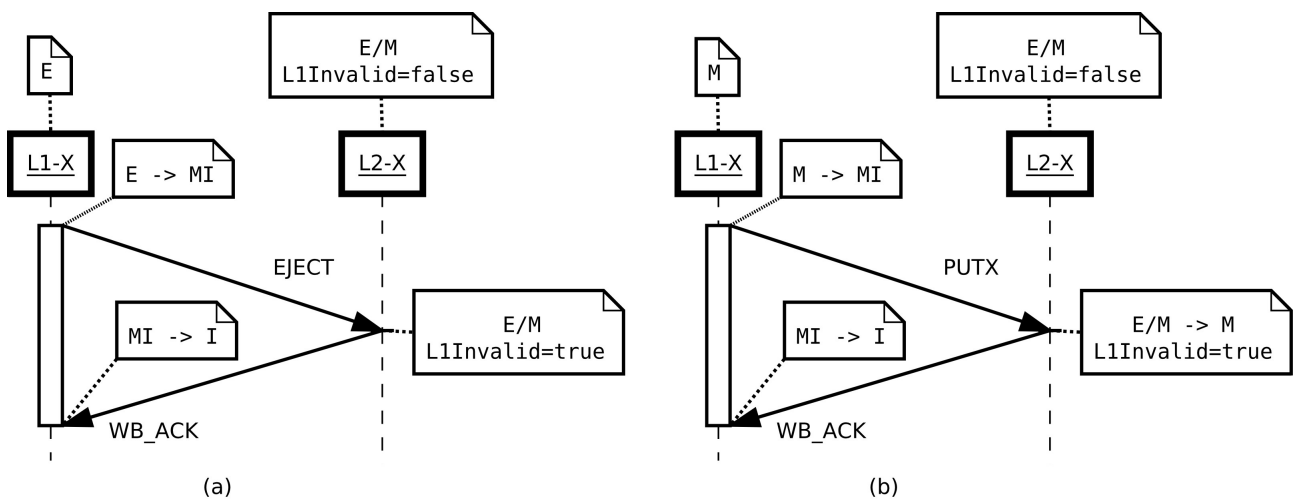 E
E/M
L1Invalid=false
L1-X
L2-X
E -> MI
EJECT
MI -> I
E/M
L1Invalid=true
WB_ACK
(a)
M
E/M
L1Invalid=false
L1-X
L2-X
M -> MI
PUTX
MI -> I
E/M -> M
L1Invalid=true
WB_ACK
(b)